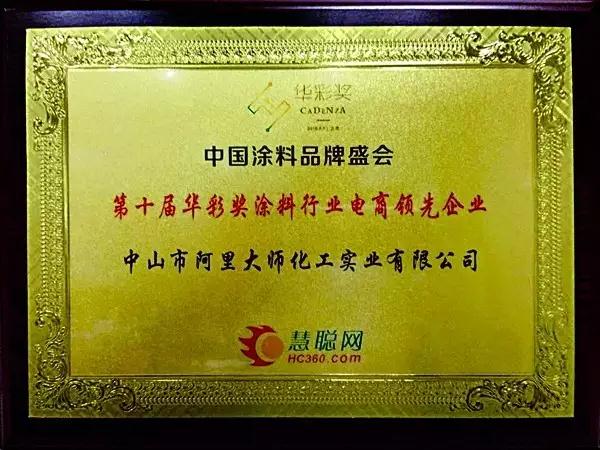 华彩奖
CADENZA
中国涂料品牌盛会
第十届华彩奖涂料行业电商领先企业
中山市阿里大师化工实业有限公司
慧聪网
HC360.com